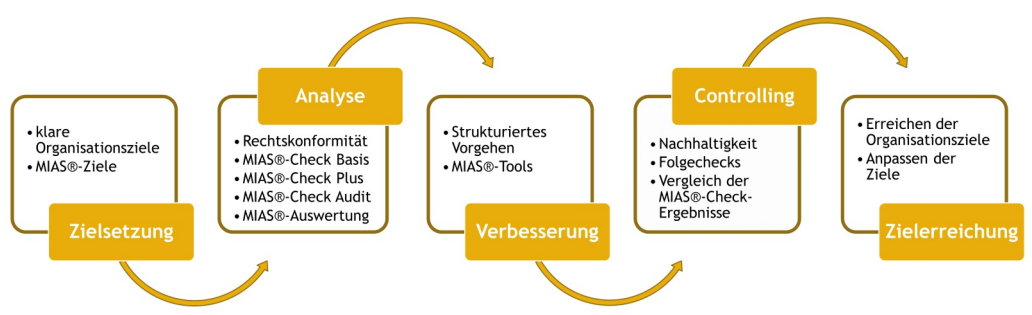 • klare
Organisationsziele
• MIAS®-Ziele
Zielsetzung
Analyse
• Rechtskonformität
• MIAS®-Check Basis
• MIAS®-Check Plus
• MIAS®-Check Audit
• MIAS®-Auswertung
• Strukturiertes
Vorgehen
• MIAS®-Tools
Verbesserung
Controlling
• Nachhaltigkeit
• Folgechecks
• Vergleich der
MIAS®-Check-
Ergebnisse
• Erreichen der
Organisationsziele
• Anpassen der
Ziele
Zielerreichung